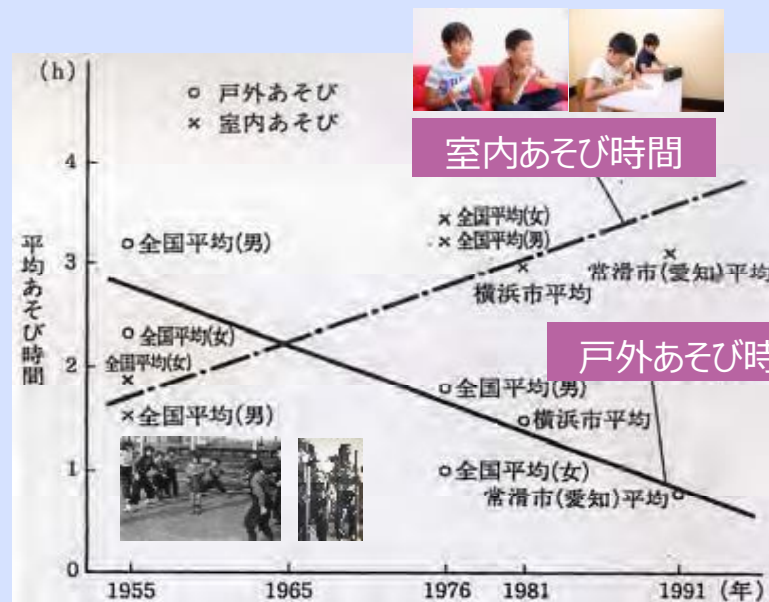 (h)
○ 戸外あそび
× 室内あそび
室内あそび時間
4
3
2
1
0
平均あそび時間
○全国平均(男)
○全国平均(女)
全国平均(女)
×
×全国平均(男)
×全国平均(女)
×全国平均(男)
×
横浜市平均
×
常滑市(愛知)平均
戸外あそび時
○全国平均(男)
○横浜市平均
○全国平均(女)
常滑市(愛知)平均○
1955 1965 1976 1981 1991 (年)